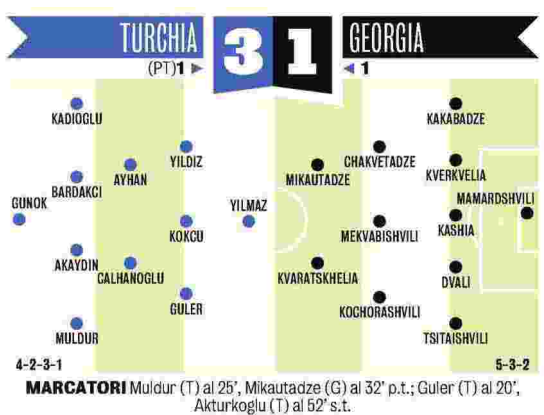 TURCHIA 3 1 GEORGIA
(PT) 1 1
KADIOGLU
KAKABADZE
YILDIZ
CHAKVETADZE
AYHAN
MIKAUTADZE
KVERKVELIA
BARDAKCI
MAMARDSHVILI
GUNOK
YILMAZ
KOKCU
MEKVABISHVILI
KASHIA
AKAYDIN
CALHANOGLU
KVARATSKHELIA
DVALI
GULER
KOCHORASHVILI
MULDUR
TSITAISHVILI
4-2-3-1
5-3-2
MARCATORI Muldur (T) al 25', Mikautadze (G) al 32' p.t.; Guler (T) al 20',
Akturkoglu (T) al 52' s.t.